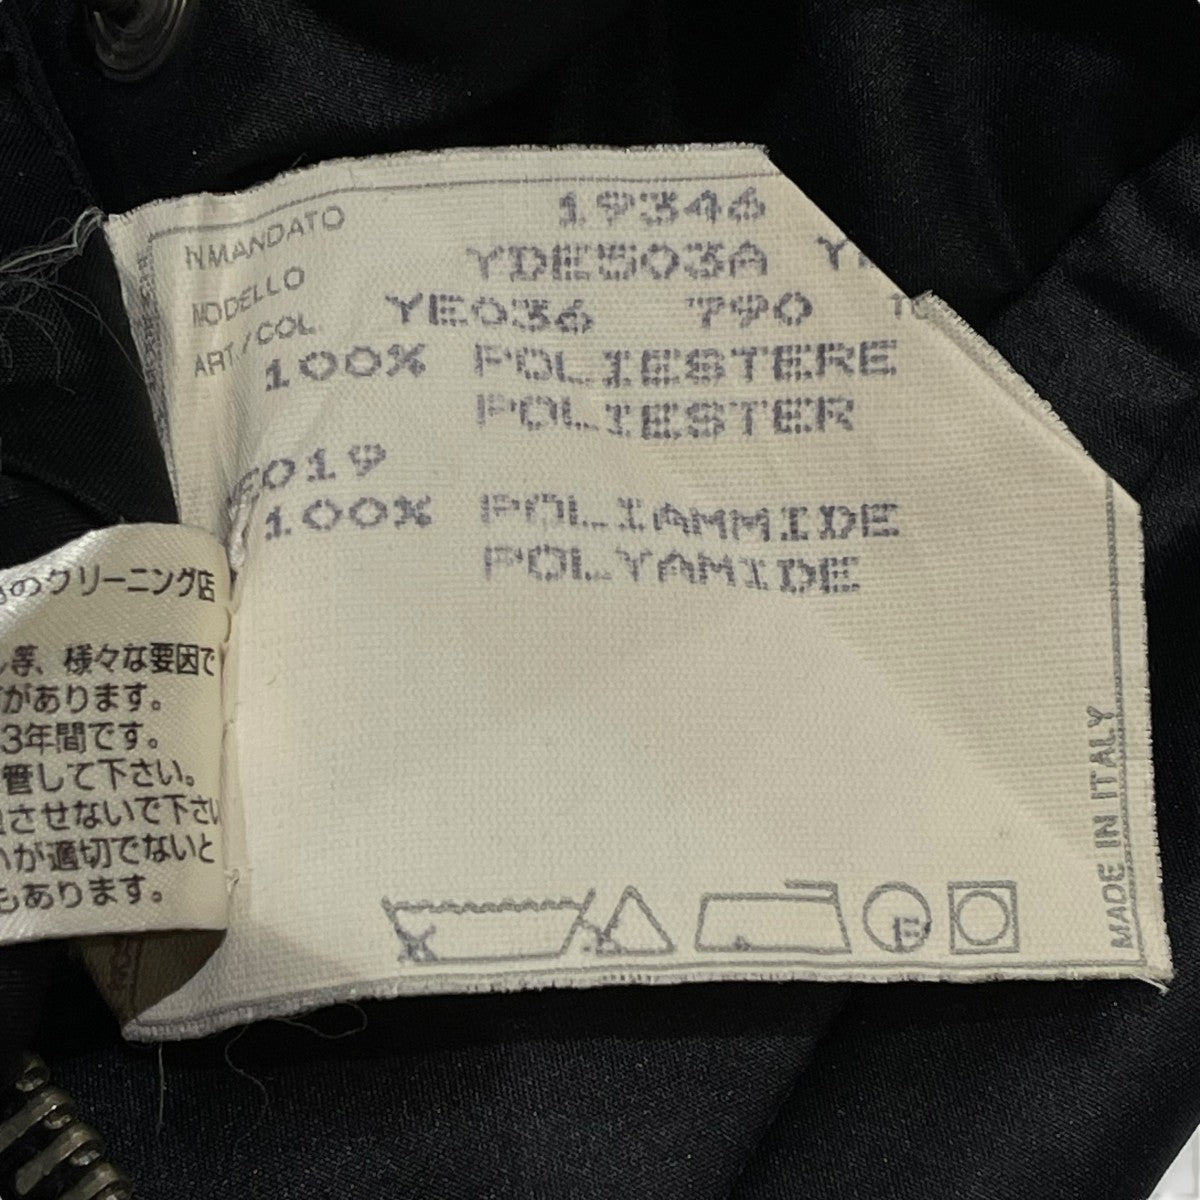 N.MANDATO 19346
MODELLO YDE503A
ART./COL. YE036 790
100% POLIESTERE
POLIESTER
YE019
100% POLIAMMIDE
POLYAMIDE
MADE IN ITALY
P
のクリーニング店
等、様々な要因で
があります。
3年間です。
管して下さい。
させないで下さい
が適切でないと
もあります。